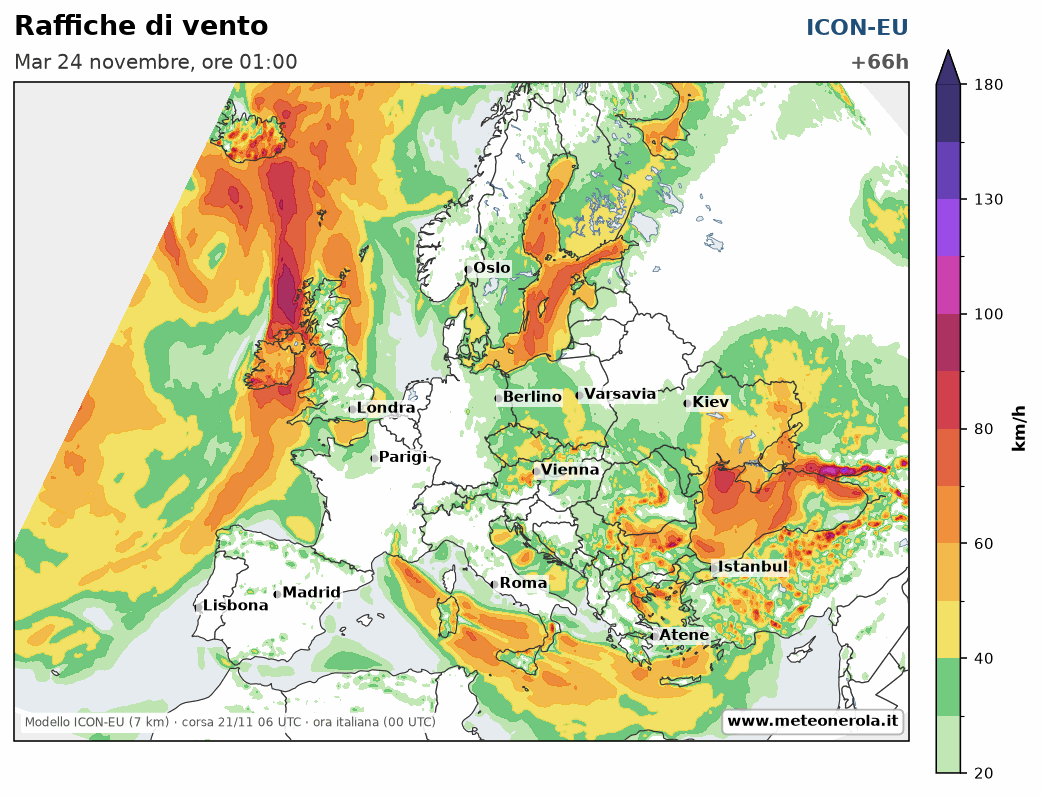 Raffiche di vento
ICON-EU
Mar 24 novembre, ore 01:00
+66h
180
130
100
80
60
40
20
km/h
Oslo
Londra
Berlino
Varsavia
Kiev
Parigi
Vienna
Istanbul
Roma
Madrid
Lisbona
Atene
Modello ICON-EU (7 km) · corsa 21/11 06 UTC · ora italiana (00 UTC)
www.meteonerola.it